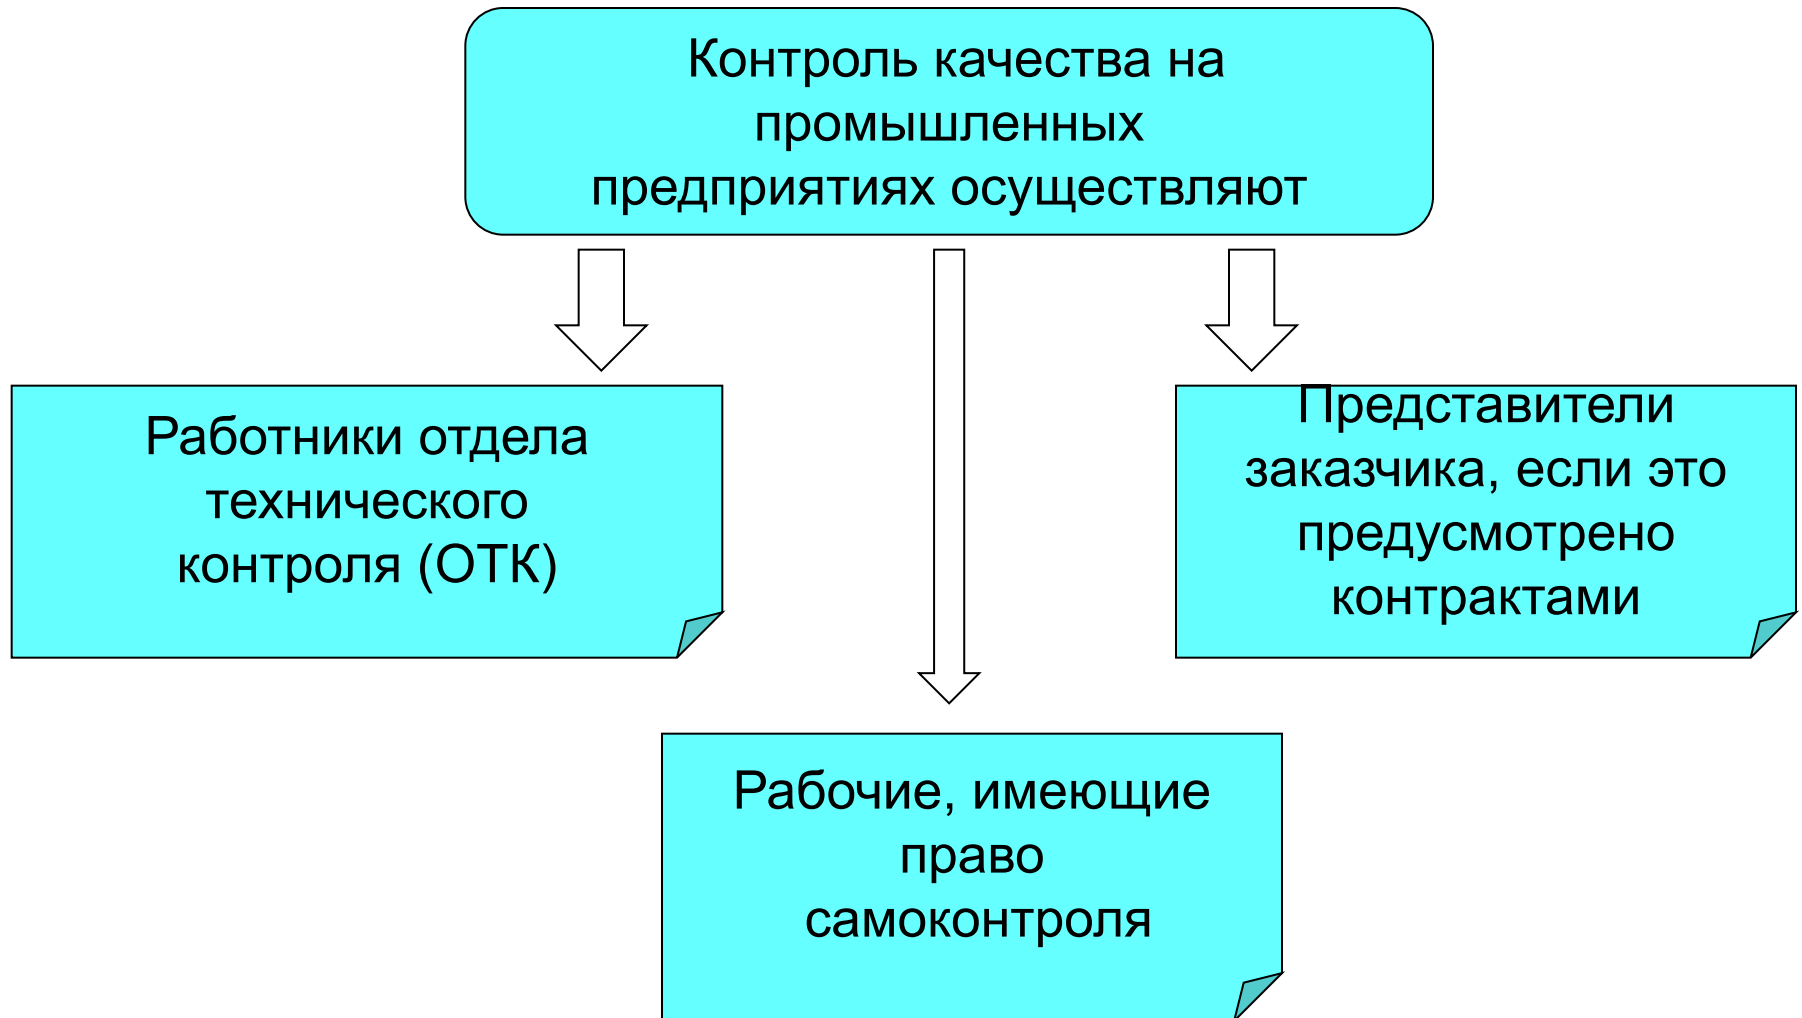 Контроль качества на
промышленных
предприятиях осуществляют
Работники отдела
технического
контроля (ОТК)
Представители
заказчика, если это
предусмотрено
контрактами
Рабочие, имеющие
право
самоконтроля